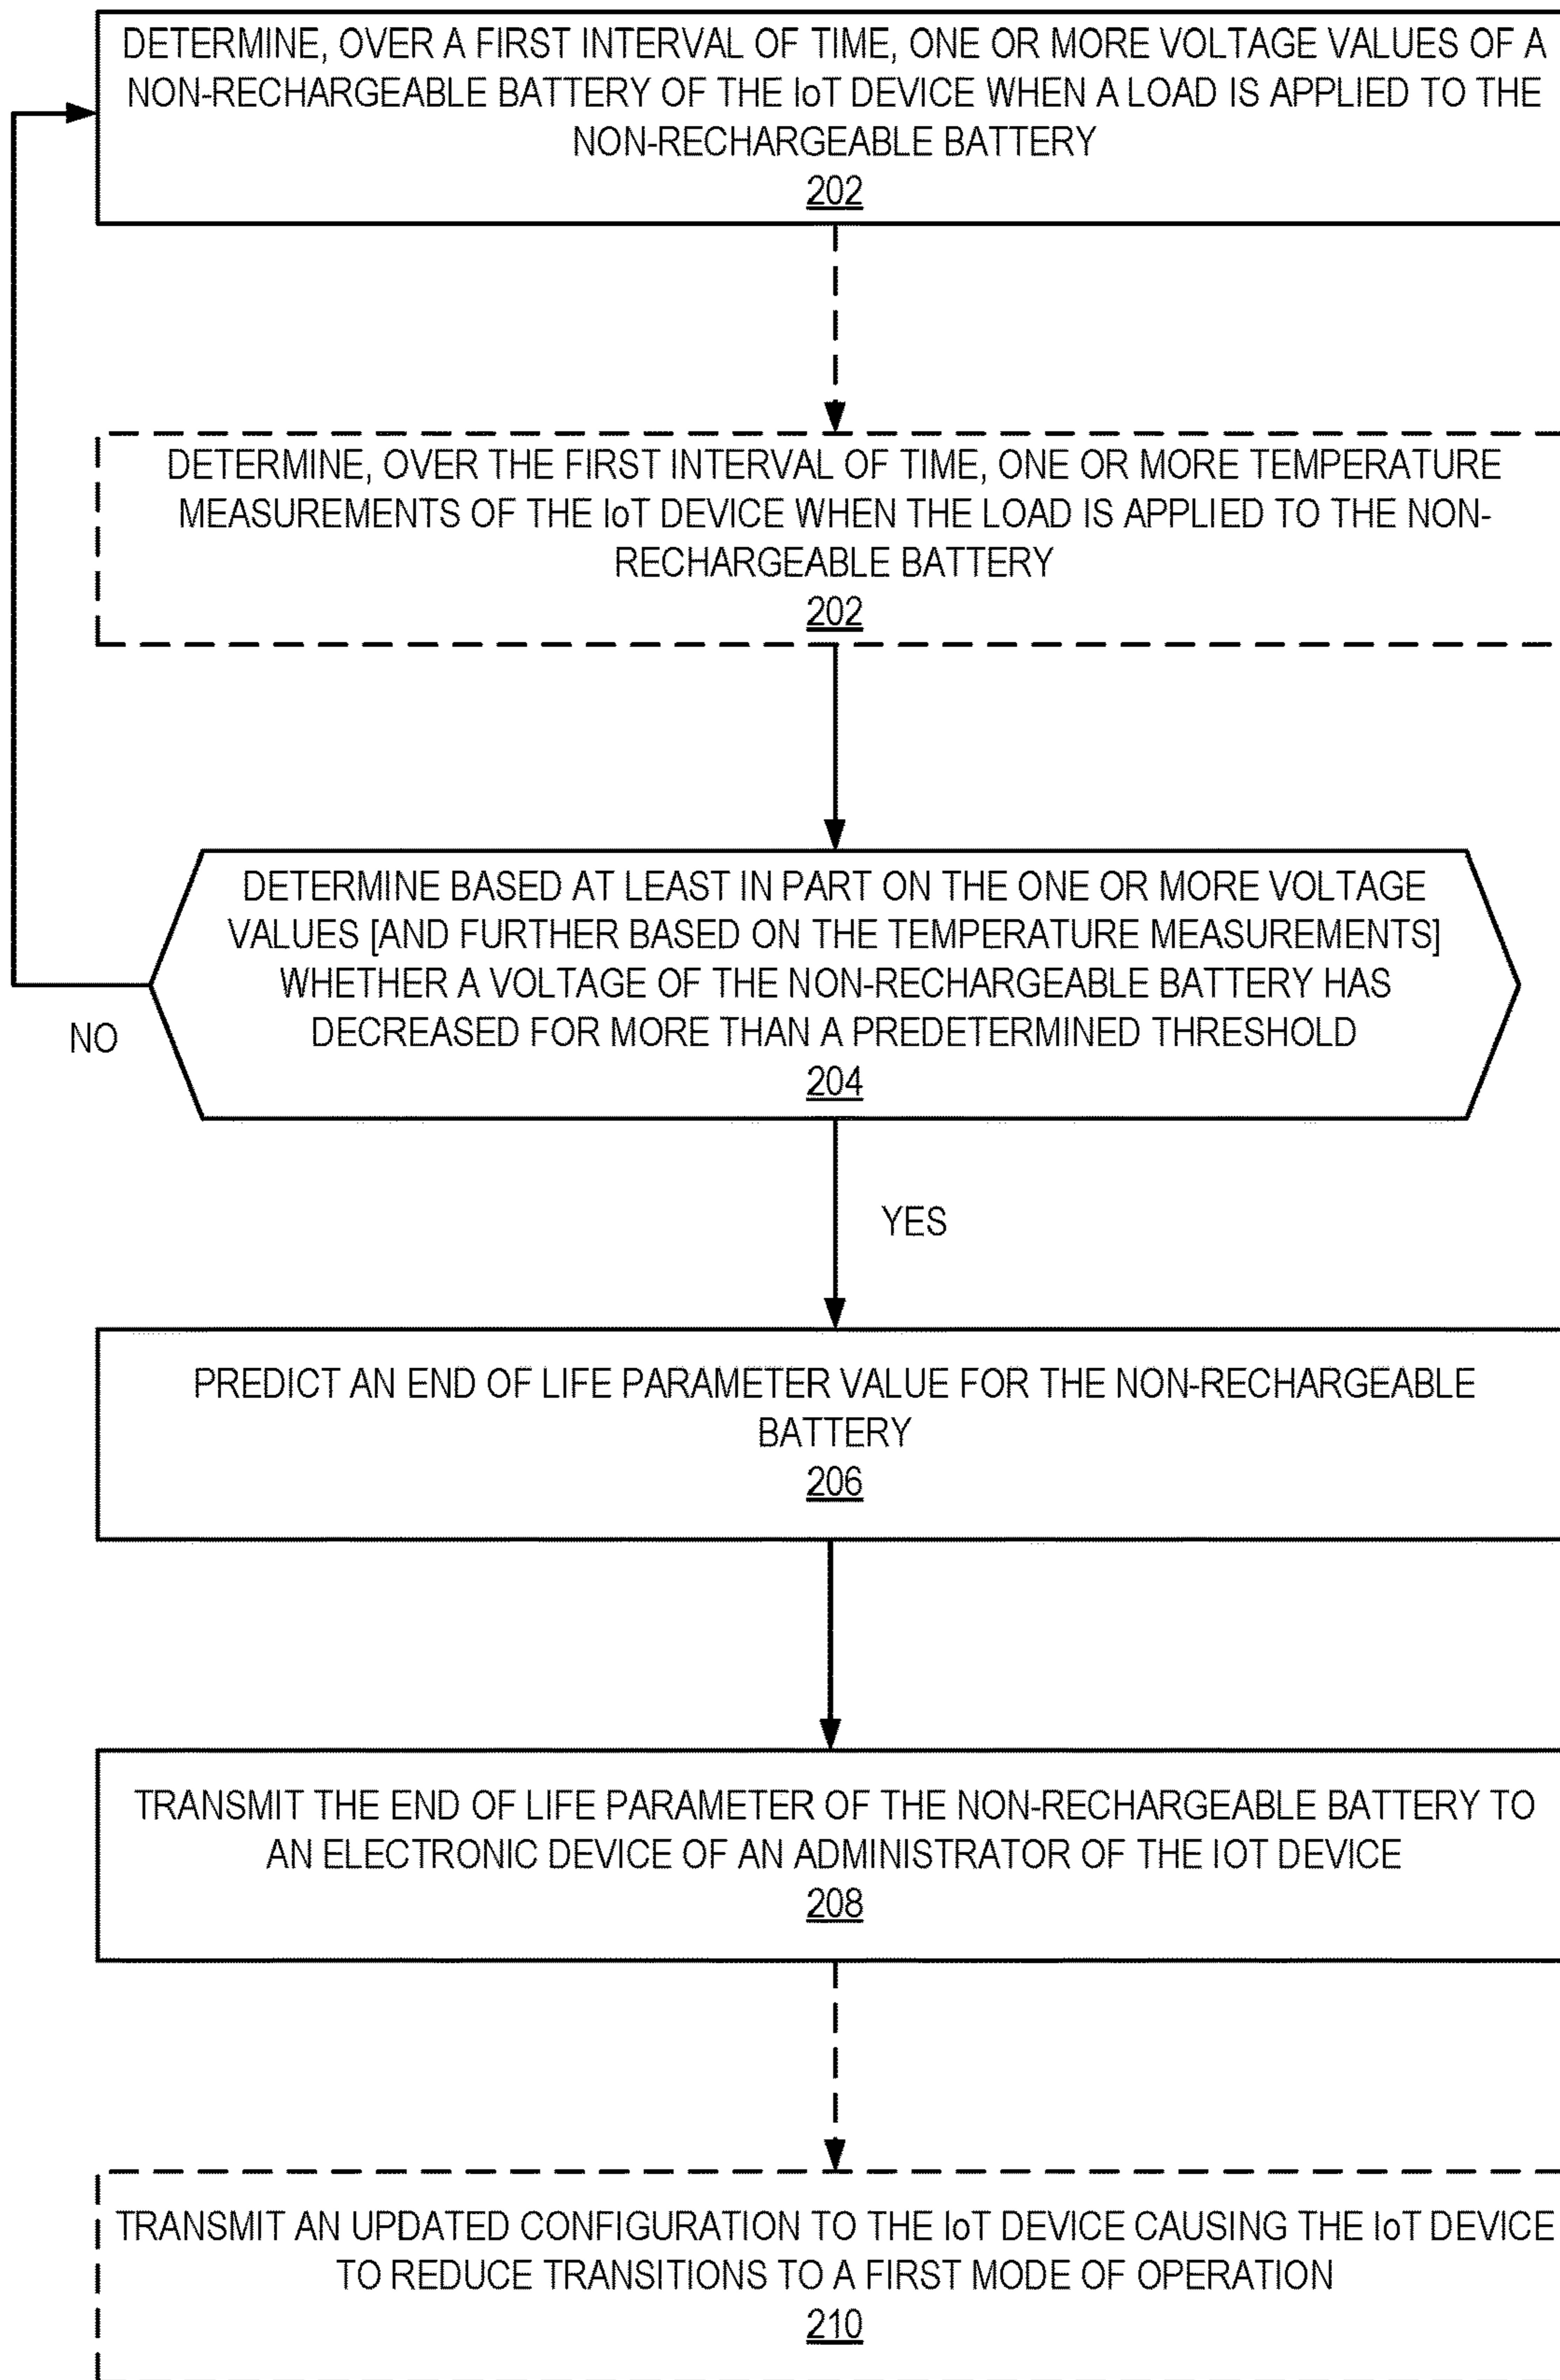 DETERMINE, OVER A FIRST INTERVAL OF TIME, ONE OR MORE VOLTAGE VALUES OF A
NON-RECHARGEABLE BATTERY OF THE IoT DEVICE WHEN A LOAD IS APPLIED TO THE
NON-RECHARGEABLE BATTERY
202
DETERMINE, OVER THE FIRST INTERVAL OF TIME, ONE OR MORE TEMPERATURE
MEASUREMENTS OF THE IoT DEVICE WHEN THE LOAD IS APPLIED TO THE NON-
RECHARGEABLE BATTERY
202
DETERMINE BASED AT LEAST IN PART ON THE ONE OR MORE VOLTAGE
VALUES [AND FURTHER BASED ON THE TEMPERATURE MEASUREMENTS]
WHETHER A VOLTAGE OF THE NON-RECHARGEABLE BATTERY HAS
DECREASED FOR MORE THAN A PREDETERMINED THRESHOLD
204
NO
YES
PREDICT AN END OF LIFE PARAMETER VALUE FOR THE NON-RECHARGEABLE
BATTERY
206
TRANSMIT THE END OF LIFE PARAMETER OF THE NON-RECHARGEABLE BATTERY TO
AN ELECTRONIC DEVICE OF AN ADMINISTRATOR OF THE IOT DEVICE
208
TRANSMIT AN UPDATED CONFIGURATION TO THE IoT DEVICE CAUSING THE IoT DEVICE
TO REDUCE TRANSITIONS TO A FIRST MODE OF OPERATION
210